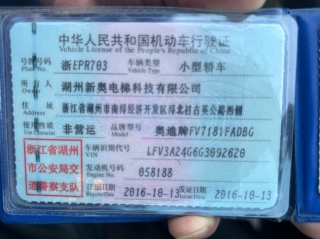 中华人民共和国机动车行驶证
Vehicle License of the People's Republic of China
号牌号码 浙EPR703 车辆类型 小型轿车
Plate No. Vehicle Type
所有人 湖州新奥电梯科技有限公司
Owner
住址 浙江省湖州市南浔经济开发区浔北村古英公路西侧
Address
使用性质 非营运 品牌型号 奥迪牌FV7181FADBG
Use Character Model
浙江省湖州市公安局交通警察支队
车辆识别代号 LFV3A24G6G3092620
VIN
发动机号码 058188
Engine No.
注册日期 2016-10-13 发证日期 2016-10-13
Register Date Issue Date